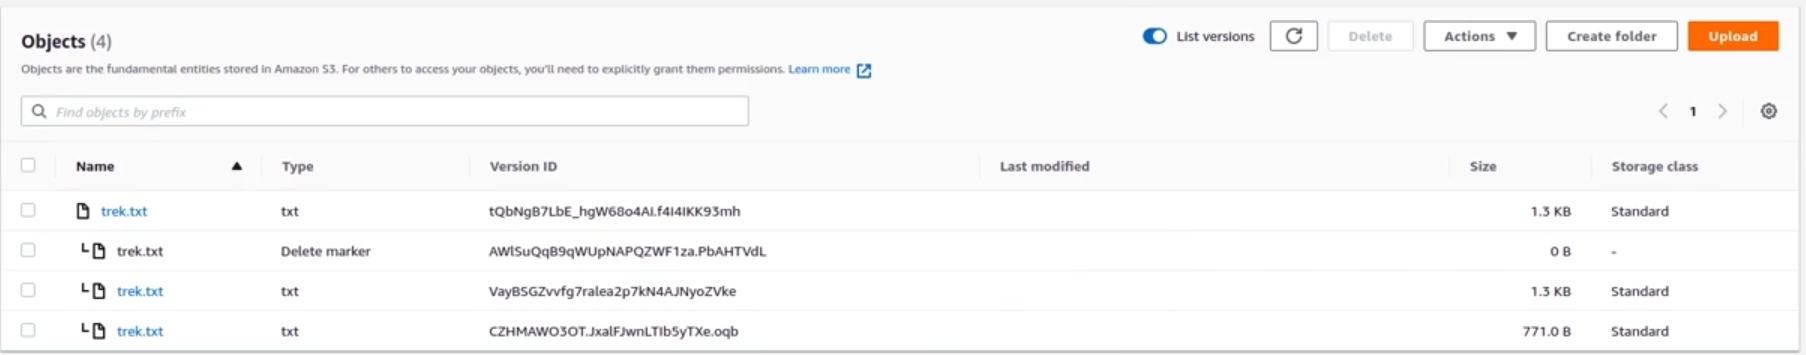 Objects (4)
List versions Delete Actions Create folder Upload
Objects are the fundamental entities stored in Amazon S3. For others to access your objects, you'll need to explicitly grant them permissions. Learn more
Find objects by prefix
1
Name Type Version ID Last modified Size Storage class
trek.txt txt tQbNgB7LbE_hgW68o4AI.f4I4IKK93mh 1.3 KB Standard
trek.txt Delete marker AWlSuQqB9qWUpNAPQZWF1za.PbAHTVdL 0 B -
trek.txt txt VayBSGZvvfg7ralea2p7kN4AJNyoZVke 1.3 KB Standard
trek.txt txt CZHMAWO3OT.JxalFJwnLTIb5yTXe.oqb 771.0 B Standard